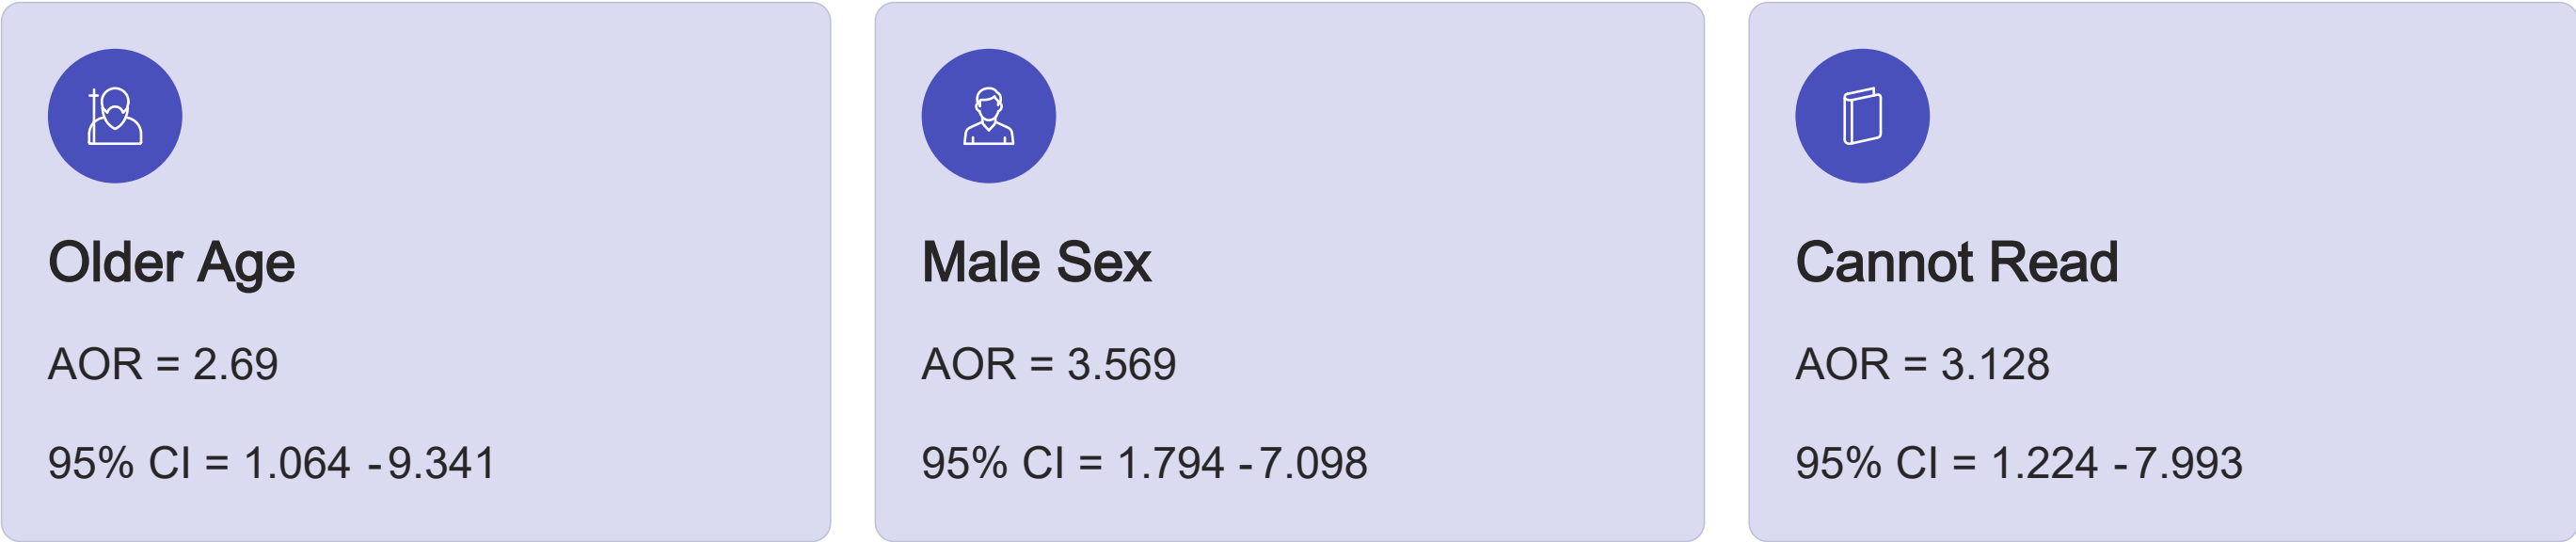 Older Age
AOR = 2.69
95% CI = 1.064 - 9.341
Male Sex
AOR = 3.569
95% CI = 1.794 - 7.098
Cannot Read
AOR = 3.128
95% CI = 1.224 - 7.993